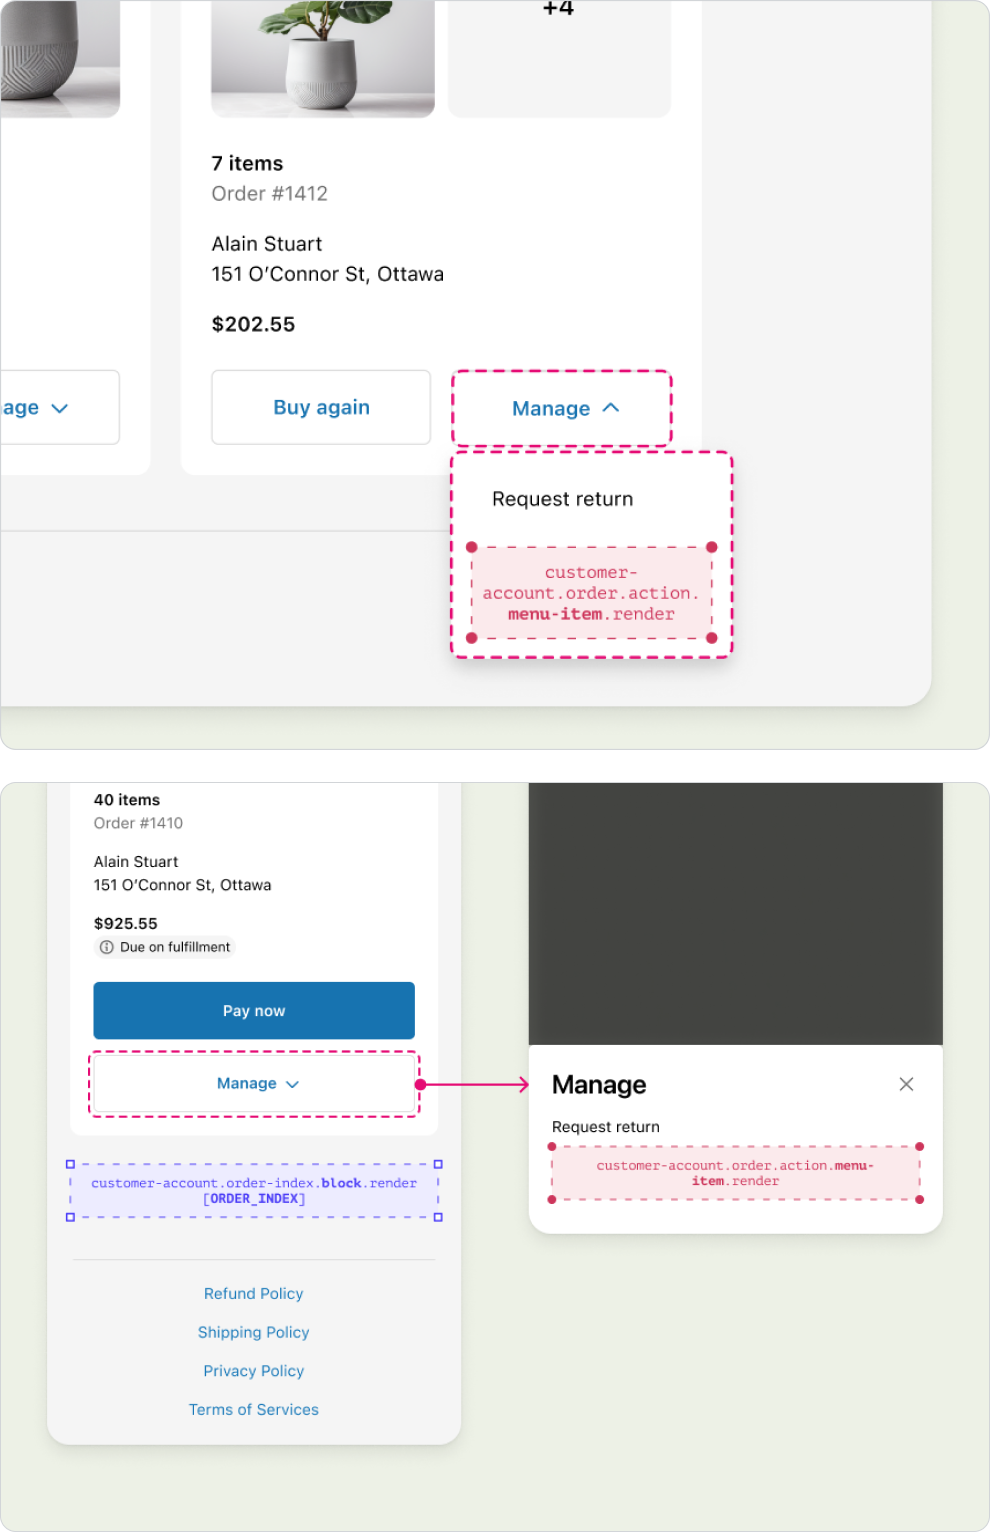 +4
7 items
Order #1412
Alain Stuart
151 O’Connor St, Ottawa
$202.55
age
Buy again
Manage
Request return
customer-
account.order.action.
menu-item.render
40 items
Order #1410
Alain Stuart
151 O’Connor St, Ottawa
$925.55
Due on fulfillment
Pay now
Manage
customer-account.order-index.block.render
[ORDER_INDEX]
Refund Policy
Shipping Policy
Privacy Policy
Terms of Services
Manage
Request return
customer-account.order.action.menu-
item.render